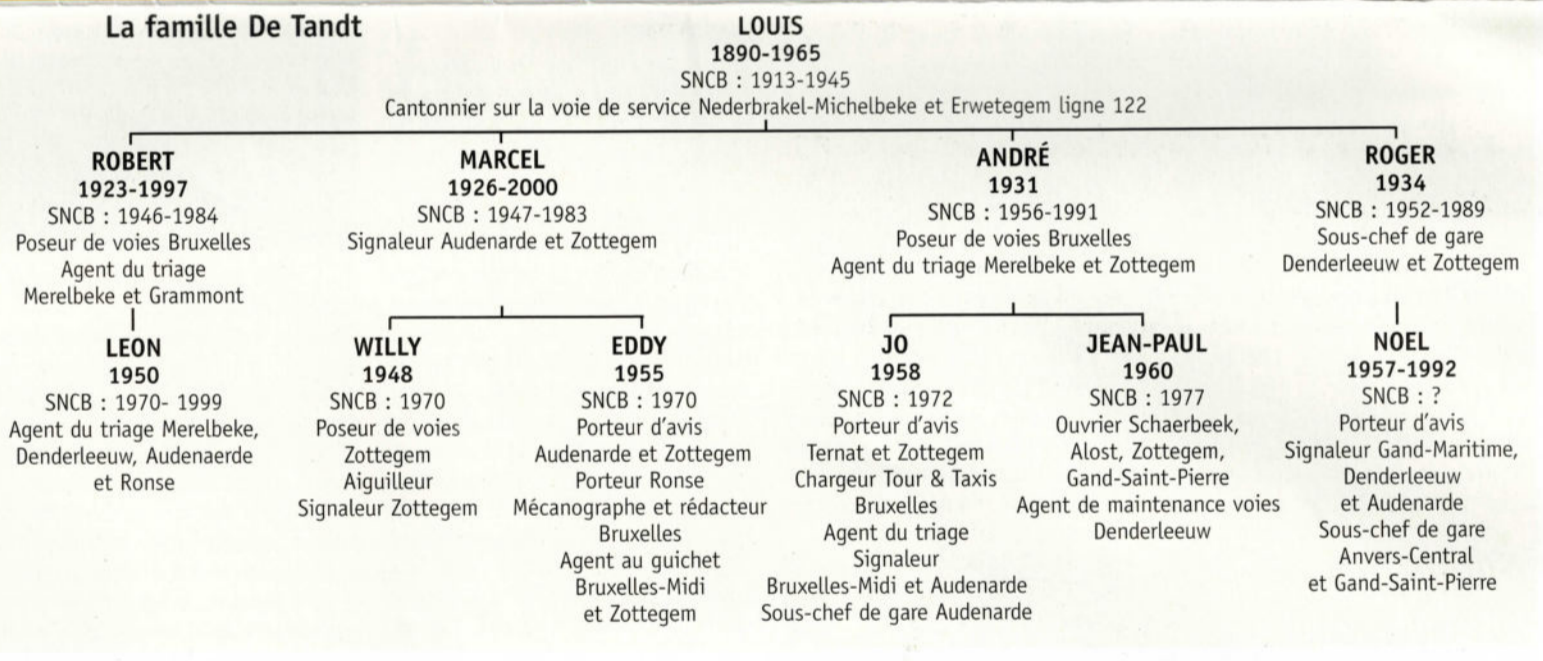 La famille De Tandt
LOUIS
1890-1965
SNCB : 1913-1945
Cantonnier sur la voie de service Nederbrakel-Michelbeke et Erwetegem ligne 122
ROBERT
1923-1997
SNCB : 1946-1984
Poseur de voies Bruxelles
Agent du triage
Merelbeke et Grammont
MARCEL
1926-2000
SNCB : 1947-1983
Signaleur Audenarde et Zottegem
ANDRÉ
1931
SNCB : 1956-1991
Poseur de voies Bruxelles
Agent du triage Merelbeke et Zottegem
ROGER
1934
SNCB : 1952-1989
Sous-chef de gare
Denderleeuw et Zottegem
LEON
1950
SNCB : 1970- 1999
Agent du triage Merelbeke,
Denderleeuw, Audenaerde
et Ronse
WILLY
1948
SNCB : 1970
Poseur de voies
Zottegem
Aiguilleur
Signaleur Zottegem
EDDY
1955
SNCB : 1970
Porteur d'avis
Audenarde et Zottegem
Porteur Ronse
Mécanographe et rédacteur
Bruxelles
Agent au guichet
Bruxelles-Midi
et Zottegem
JO
1958
SNCB : 1972
Porteur d'avis
Ternat et Zottegem
Chargeur Tour & Taxis
Bruxelles
Agent du triage
Signaleur
Bruxelles-Midi et Audenarde
Sous-chef de gare Audenarde
JEAN-PAUL
1960
SNCB : 1977
Ouvrier Schaerbeek,
Alost, Zottegem,
Gand-Saint-Pierre
Agent de maintenance voies
Denderleeuw
NOEL
1957-1992
SNCB : ?
Porteur d'avis
Signaleur Gand-Maritime,
Denderleeuw
et Audenarde
Sous-chef de gare
Anvers-Central
et Gand-Saint-Pierre